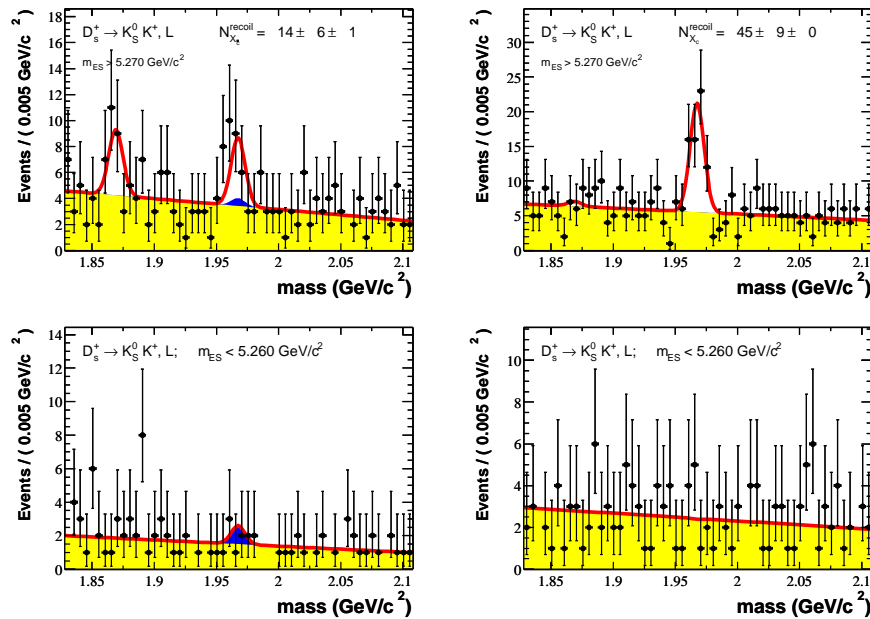 D_s^+ → K_S^0 K^+, L    N_{X_c}^{recoil} = 14 ± 6 ± 1
m_ES > 5.270 GeV/c^2
Events / ( 0.005 GeV/c^2 )
18
16
14
12
10
8
6
4
2
0
1.85 1.9 1.95 2 2.05 2.1
mass (GeV/c^2)
D_s^+ → K_S^0 K^+, L    N_{X_c}^{recoil} = 45 ± 9 ± 0
m_ES > 5.270 GeV/c^2
Events / ( 0.005 GeV/c^2 )
35
30
25
20
15
10
5
0
1.85 1.9 1.95 2 2.05 2.1
mass (GeV/c^2)
D_s^+ → K_S^0 K^+, L; m_ES < 5.260 GeV/c^2
Events / ( 0.005 GeV/c^2 )
14
12
10
8
6
4
2
0
1.85 1.9 1.95 2 2.05 2.1
mass (GeV/c^2)
D_s^+ → K_S^0 K^+, L; m_ES < 5.260 GeV/c^2
Events / ( 0.005 GeV/c^2 )
10
8
6
4
2
0
1.85 1.9 1.95 2 2.05 2.1
mass (GeV/c^2)